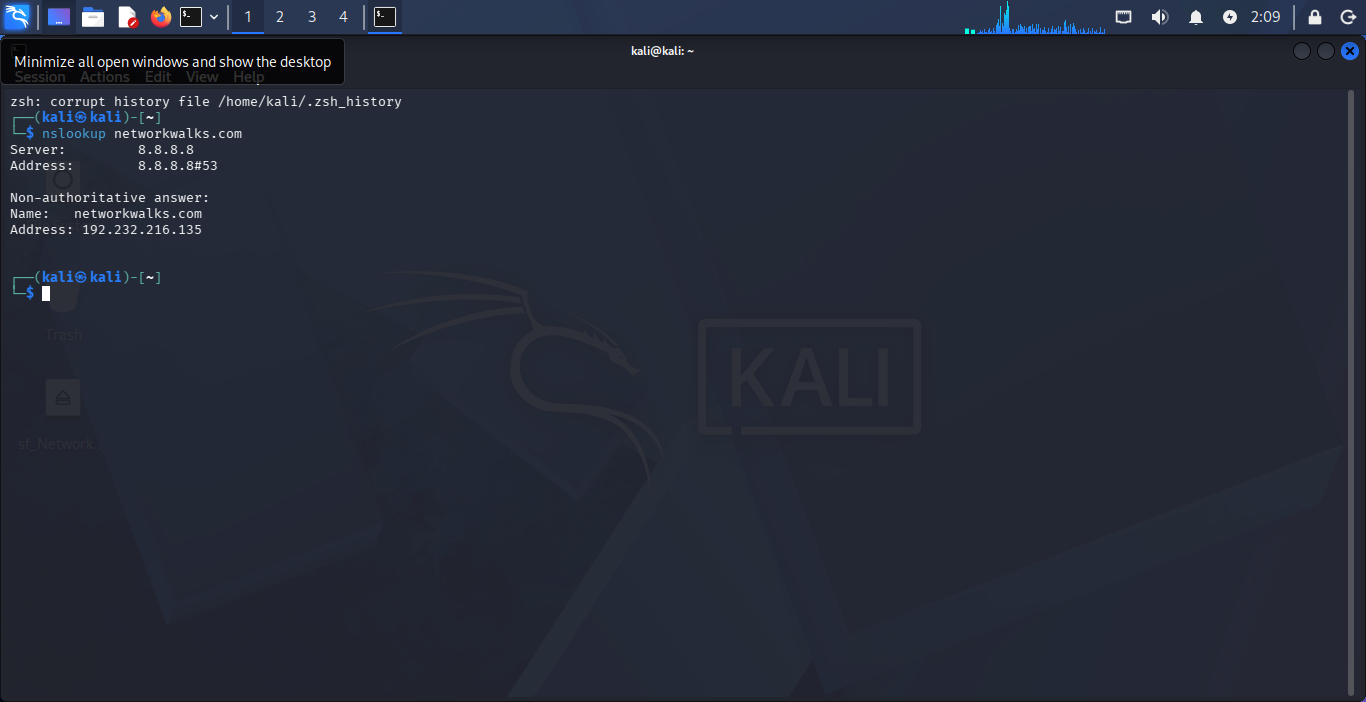 1 2 3 4 2:09
kali@kali: ~
Minimize all open windows and show the desktop
Session Actions Edit View Help
zsh: corrupt history file /home/kali/.zsh_history
┌──(kali㉿kali)-[~]
└─$ nslookup networkwalks.com
Server:         8.8.8.8
Address:        8.8.8.8#53
Non-authoritative answer:
Name:   networkwalks.com
Address: 192.232.216.135
┌──(kali㉿kali)-[~]
└─$
Trash
sf_Network
KALI